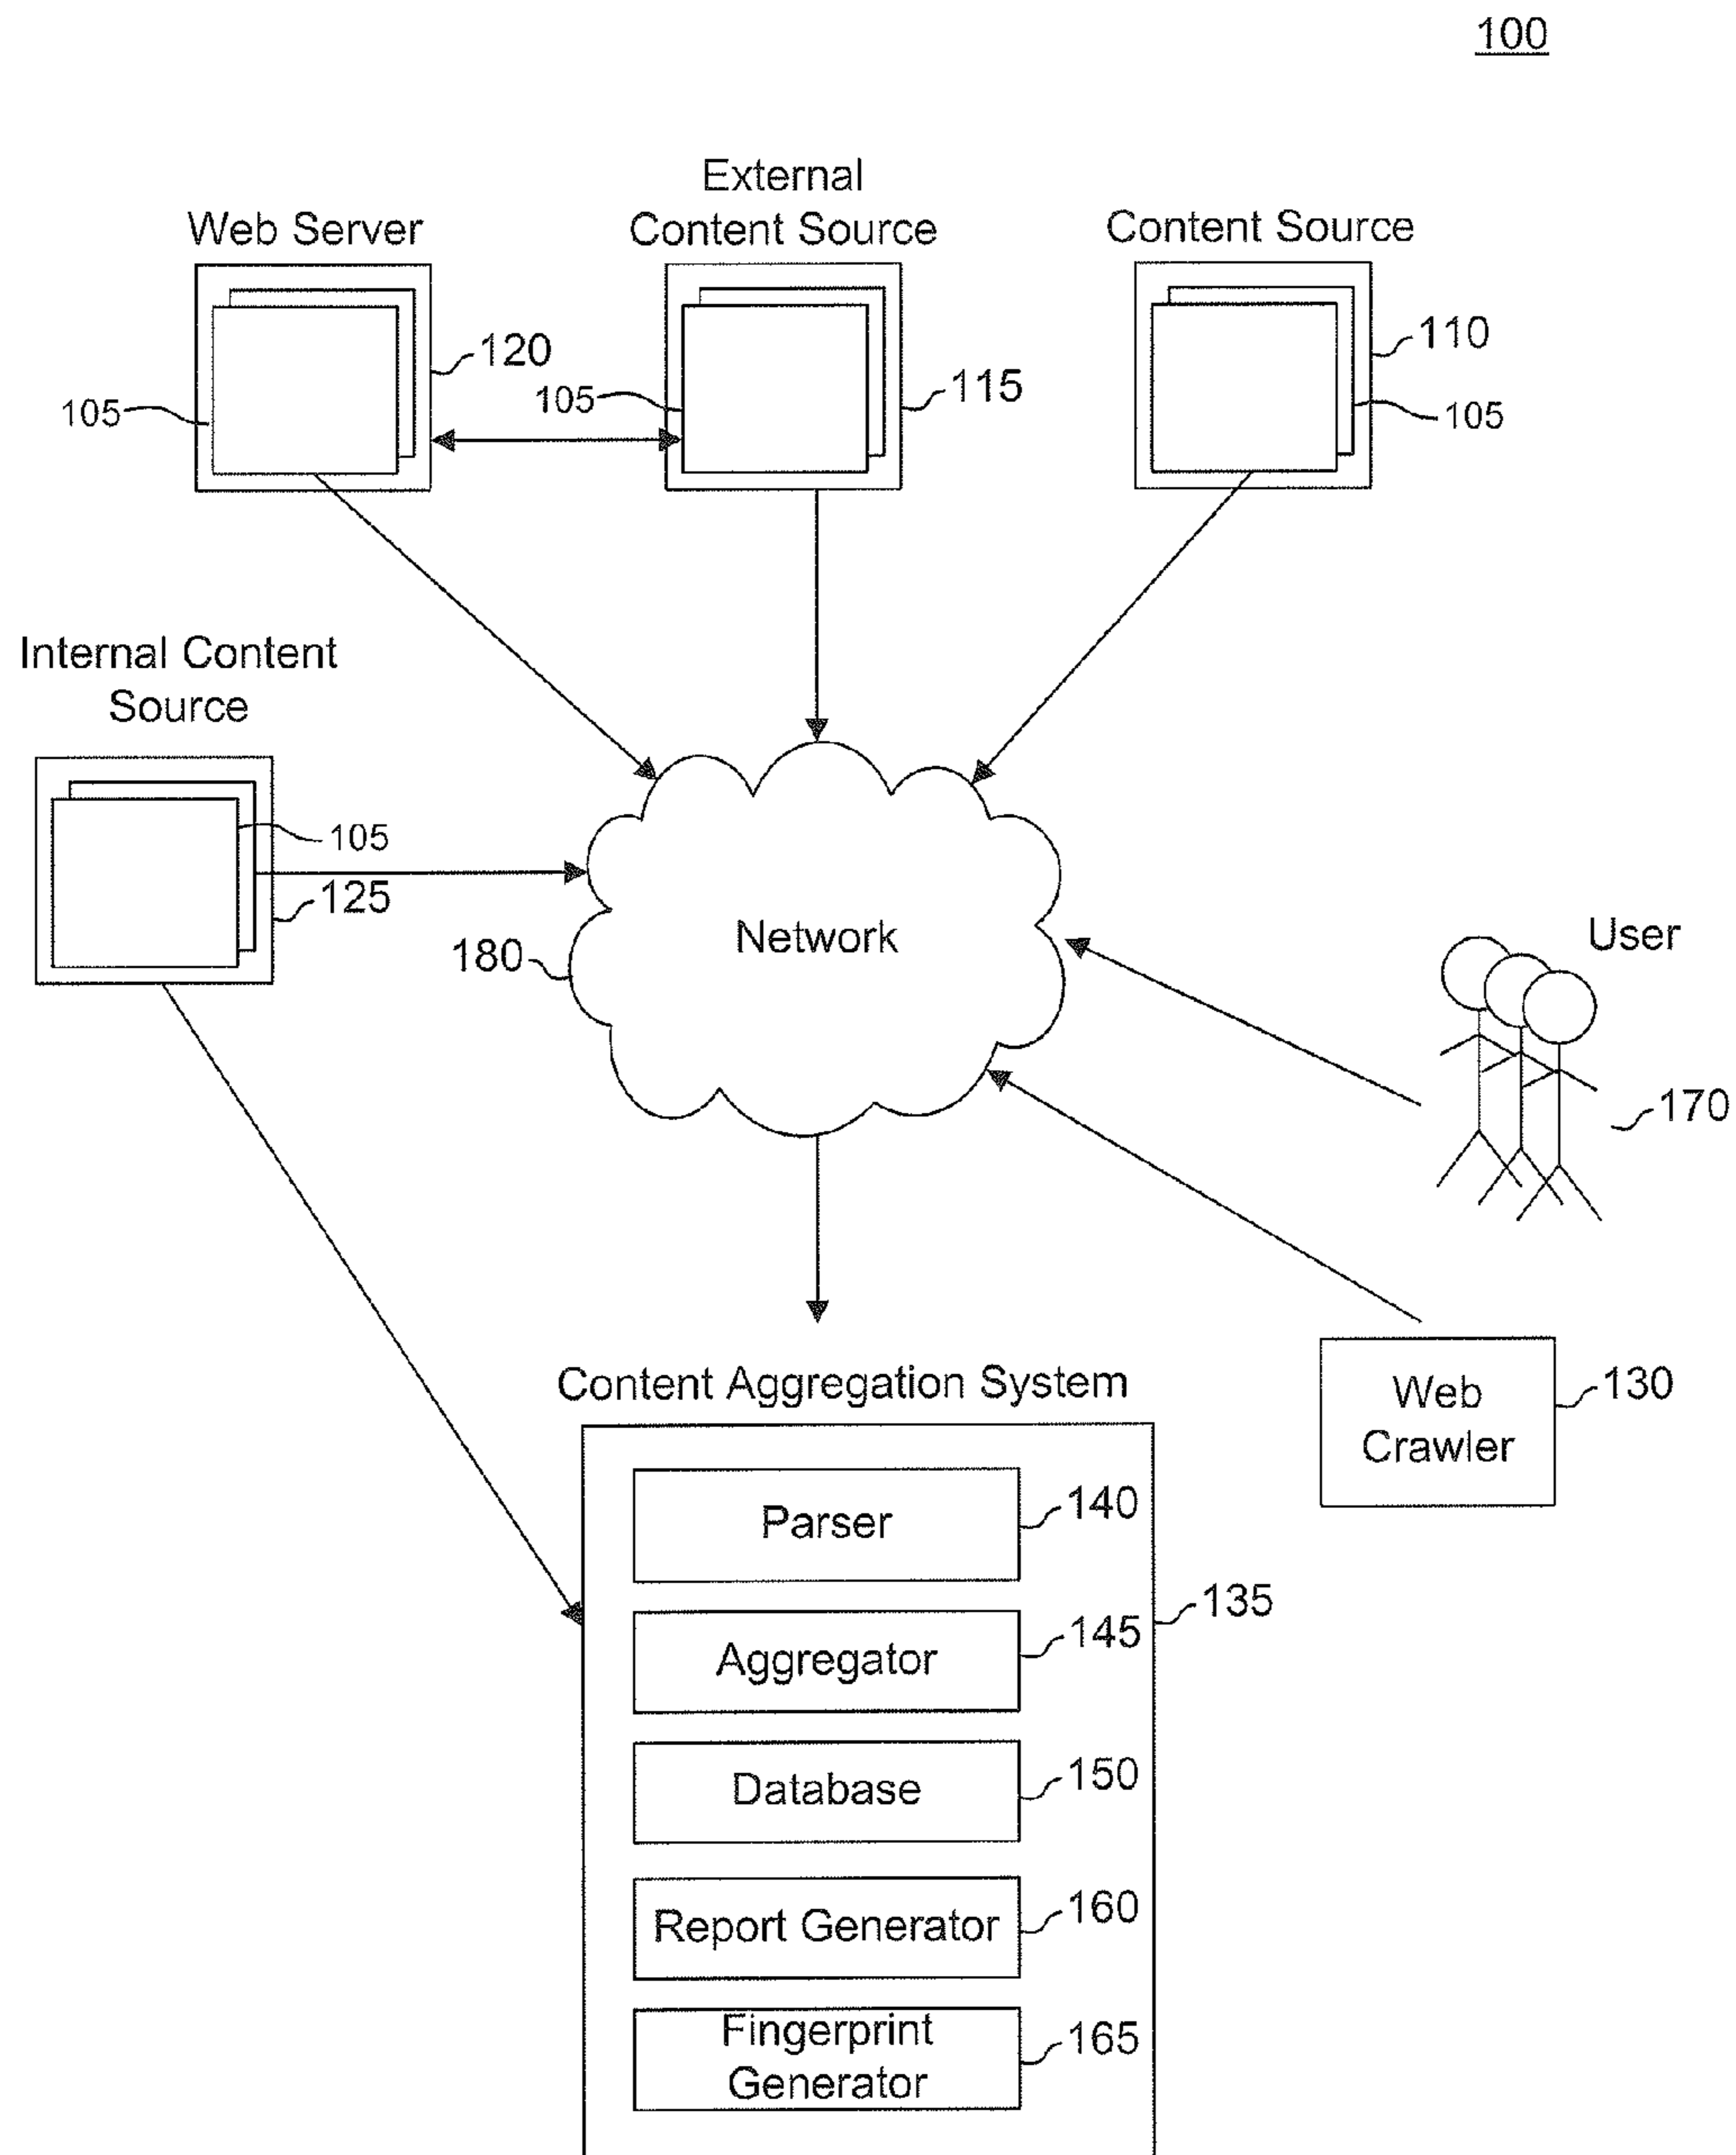 100
External
Web Server
Content Source
Content Source
120
110
105
105
115
105
Internal Content
Source
105
125
Network
180
User
170
Content Aggregation System
Web
Crawler
130
Parser
140
135
Aggregator
145
Database
150
Report Generator
160
Fingerprint
Generator
165